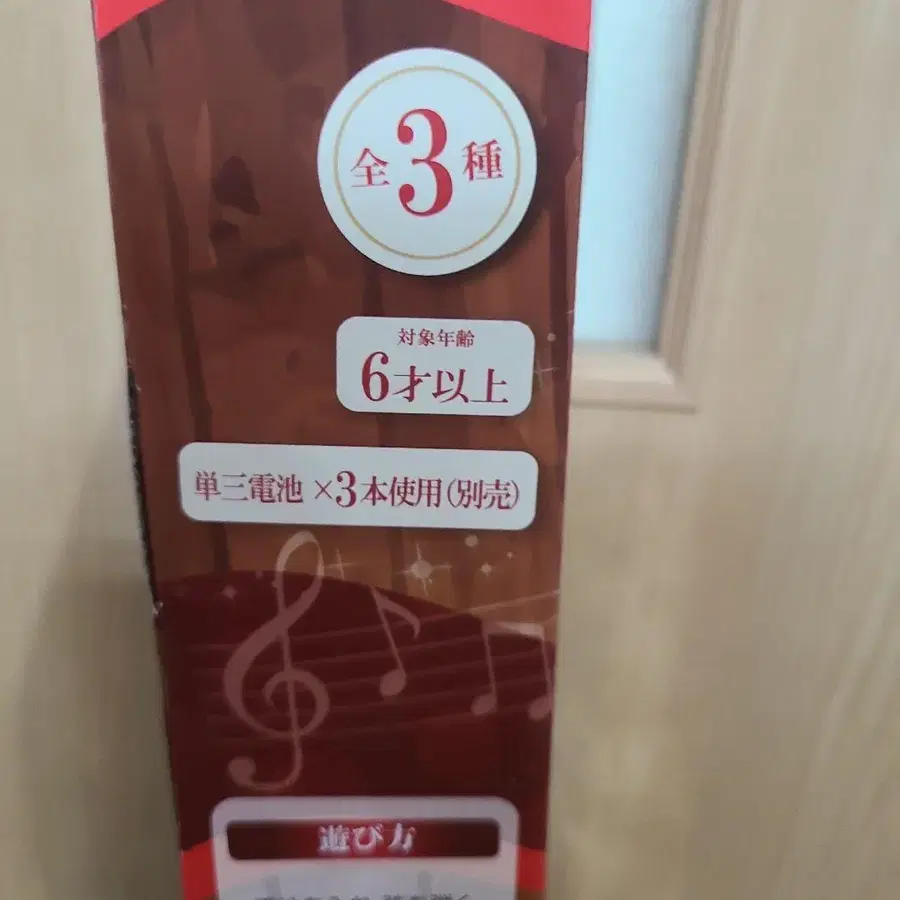 全3種
対象年齢
6才以上
単三電池×3本使用(別売)
遊び方